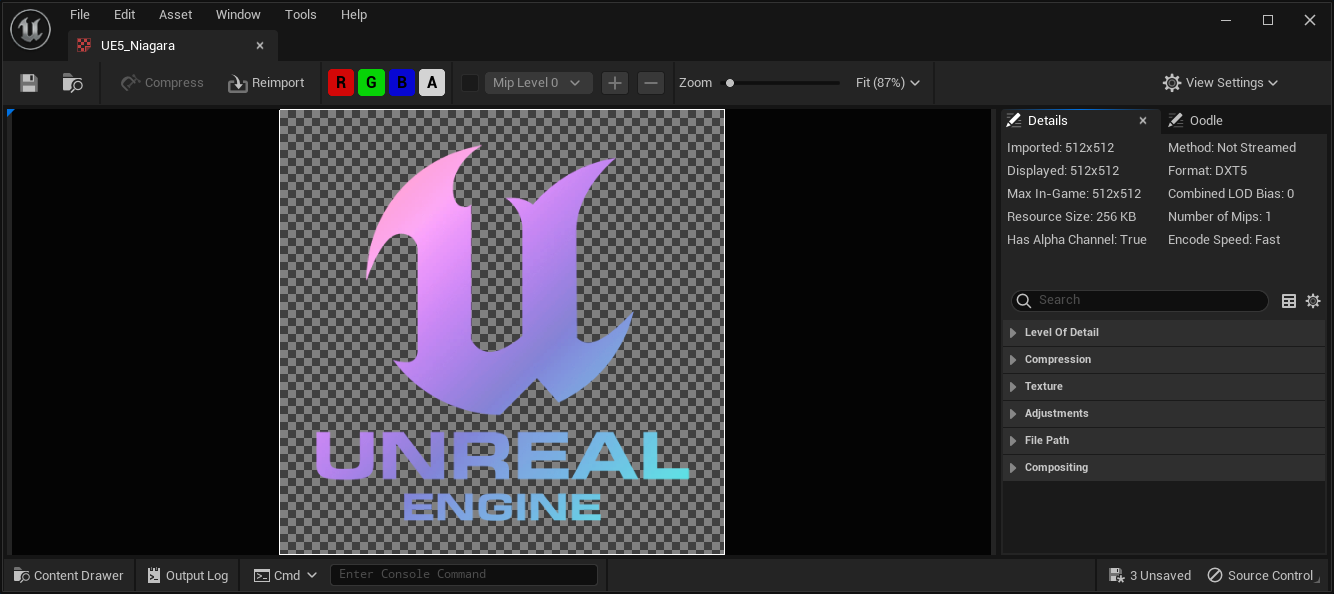 File Edit Asset Window Tools Help
UE5_Niagara
Compress Reimport R G B A Mip Level 0 Zoom Fit (87%) View Settings
Details Oodle
Imported: 512x512 Method: Not Streamed
Displayed: 512x512 Format: DXT5
Max In-Game: 512x512 Combined LOD Bias: 0
Resource Size: 256 KB Number of Mips: 1
Has Alpha Channel: True Encode Speed: Fast
Search
Level Of Detail
Compression
Texture
Adjustments
File Path
Compositing
UNREAL
ENGINE
Content Drawer Output Log Cmd Enter Console Command 3 Unsaved Source Control